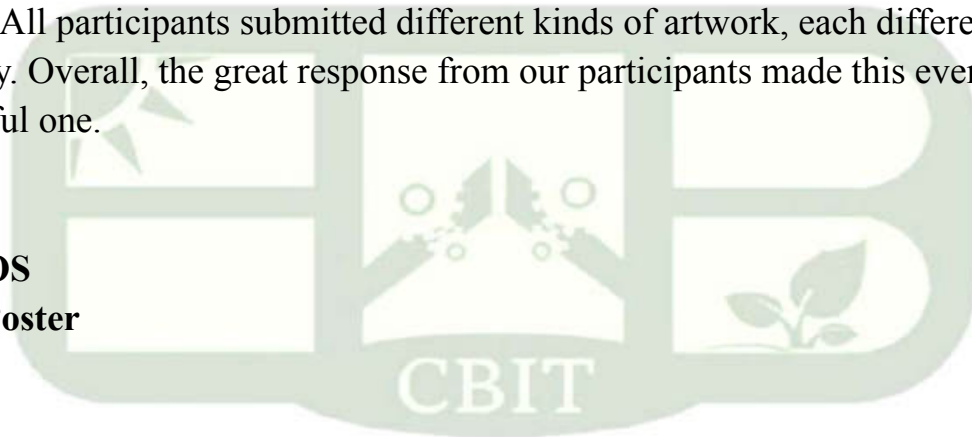 All participants submitted different kinds of artwork, each differe
y. Overall, the great response from our participants made this even
ful one.
OS
oster
CBIT